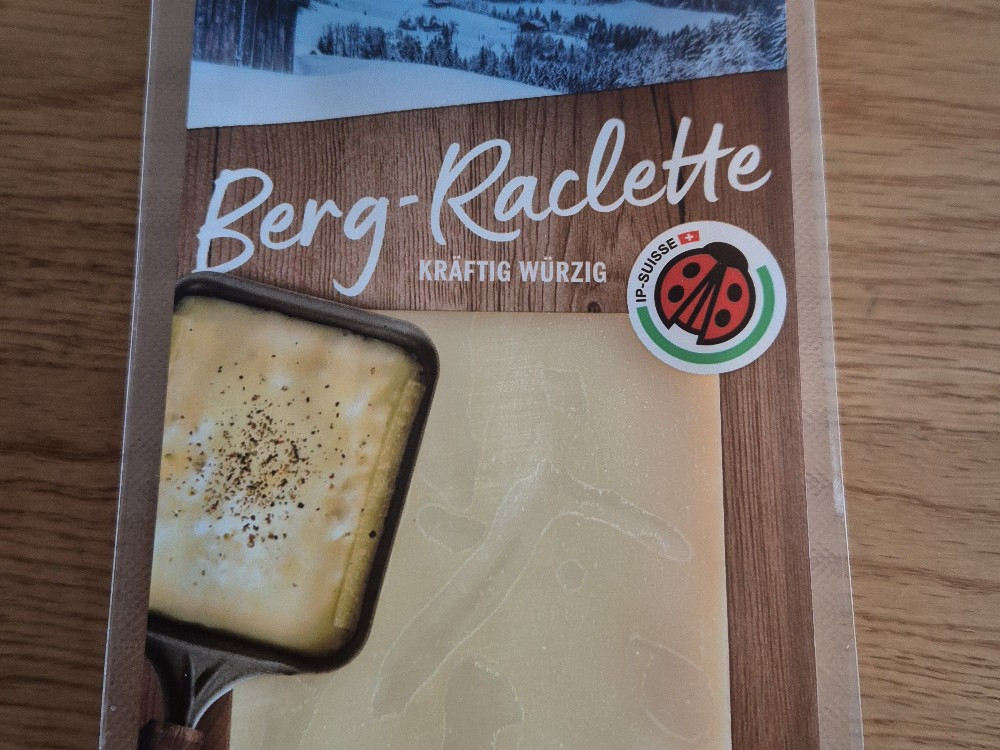 Berg-Raclette
KRÄFTIG WÜRZIG
IP-SUISSE